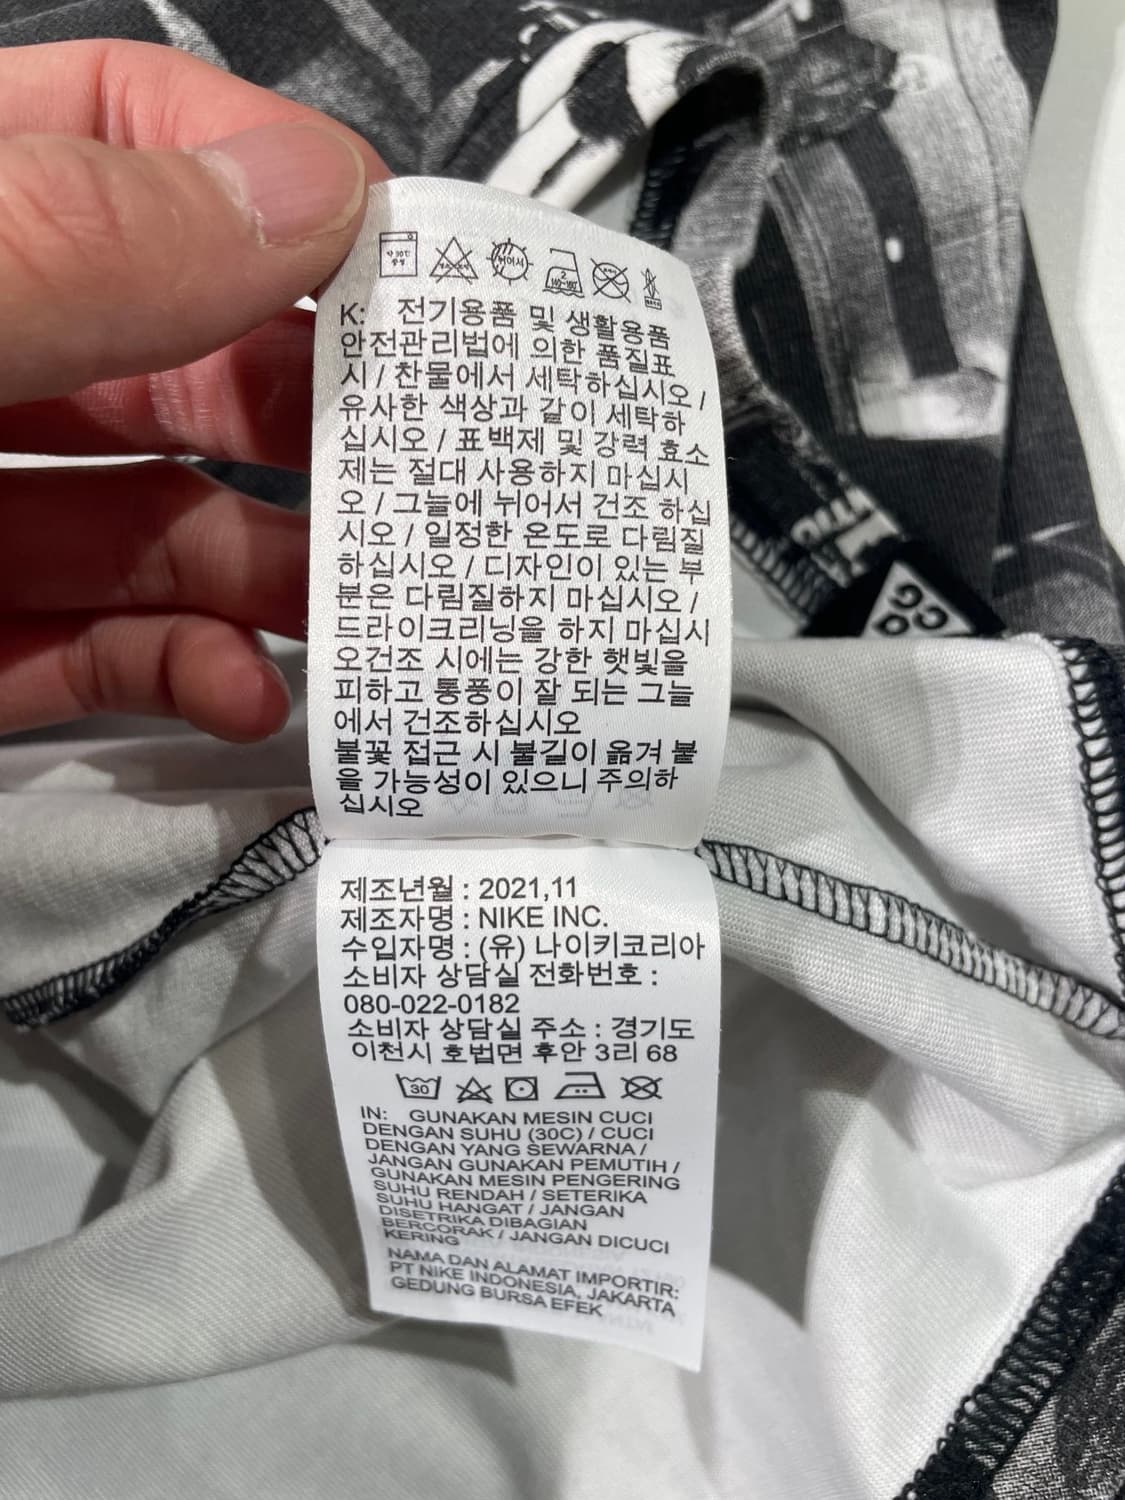 약 30℃
중성
뉘어서
2
140~160℃
K: 전기용품 및 생활용품
안전관리법에 의한 품질표
시 / 찬물에서 세탁하십시오 /
유사한 색상과 같이 세탁하
십시오 / 표백제 및 강력 효소
제는 절대 사용하지 마십시
오 / 그늘에 뉘어서 건조 하십
시오 / 일정한 온도로 다림질
하십시오 / 디자인이 있는 부
분은 다림질하지 마십시오 /
드라이크리닝을 하지 마십시
오건조 시에는 강한 햇빛을
피하고 통풍이 잘 되는 그늘
에서 건조하십시오
불꽃 접근 시 불길이 옮겨 붙
을 가능성이 있으니 주의하
십시오
제조년월 : 2021,11
제조자명 : NIKE INC.
수입자명 : (유) 나이키코리아
소비자 상담실 전화번호 :
080-022-0182
소비자 상담실 주소 : 경기도
이천시 호법면 후안 3리 68
30
IN: GUNAKAN MESIN CUCI
DENGAN SUHU (30C) / CUCI
DENGAN YANG SEWARNA /
JANGAN GUNAKAN PEMUTIH /
GUNAKAN MESIN PENGERING
SUHU RENDAH / SETERIKA
SUHU HANGAT / JANGAN
DISETRIKA DIBAGIAN
BERCORAK / JANGAN DICUCI
KERING
NAMA DAN ALAMAT IMPORTIR:
PT NIKE INDONESIA, JAKARTA
GEDUNG BURSA EFEK